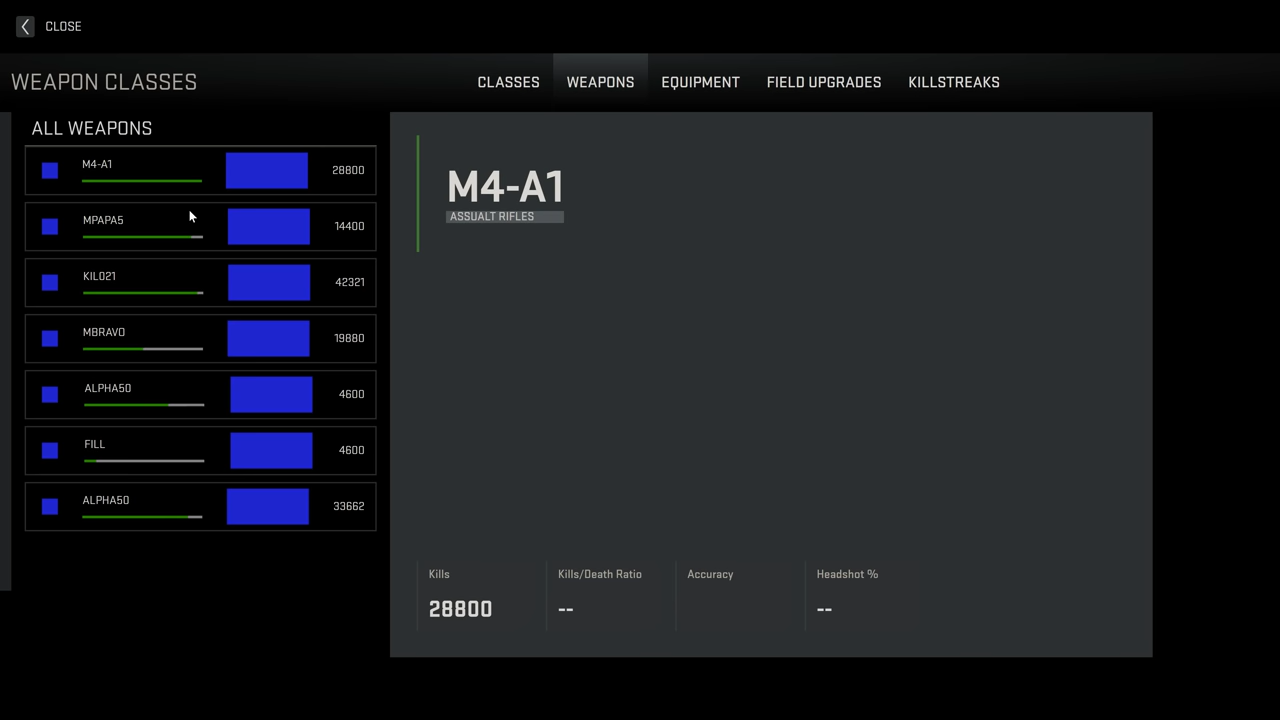 CLOSE
WEAPON CLASSES
CLASSES
WEAPONS
EQUIPMENT
FIELD UPGRADES
KILLSTREAKS
ALL WEAPONS
M4-A1
28800
MPAPA5
14400
KILO21
42321
MBRAVO
19880
ALPHA50
4600
FILL
4600
ALPHA50
33662
M4-A1
ASSUALT RIFLES
Kills
28800
Kills/Death Ratio
--
Accuracy
Headshot %
--